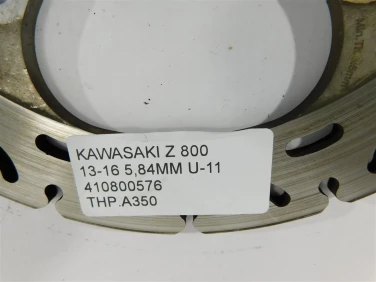 KAWASAKI Z 800
13-16 5,84MM U-11
410800576
THP.A350